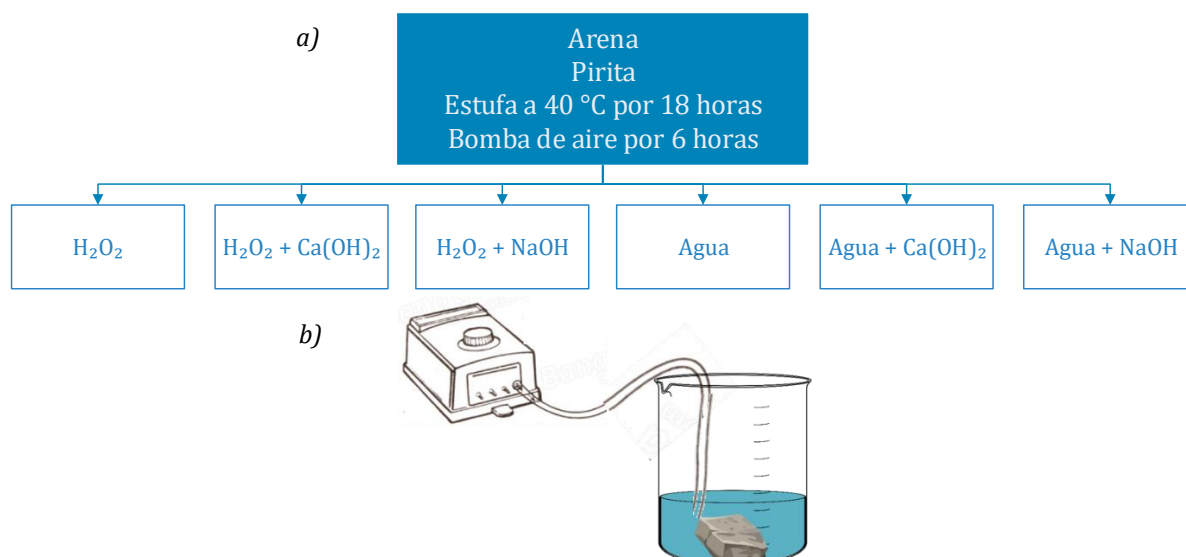 a)
Arena
Pirita
Estufa a 40 °C por 18 horas
Bomba de aire por 6 horas
H₂O₂
H₂O₂ + Ca(OH)₂
H₂O₂ + NaOH
Agua
Agua + Ca(OH)₂
Agua + NaOH
b)